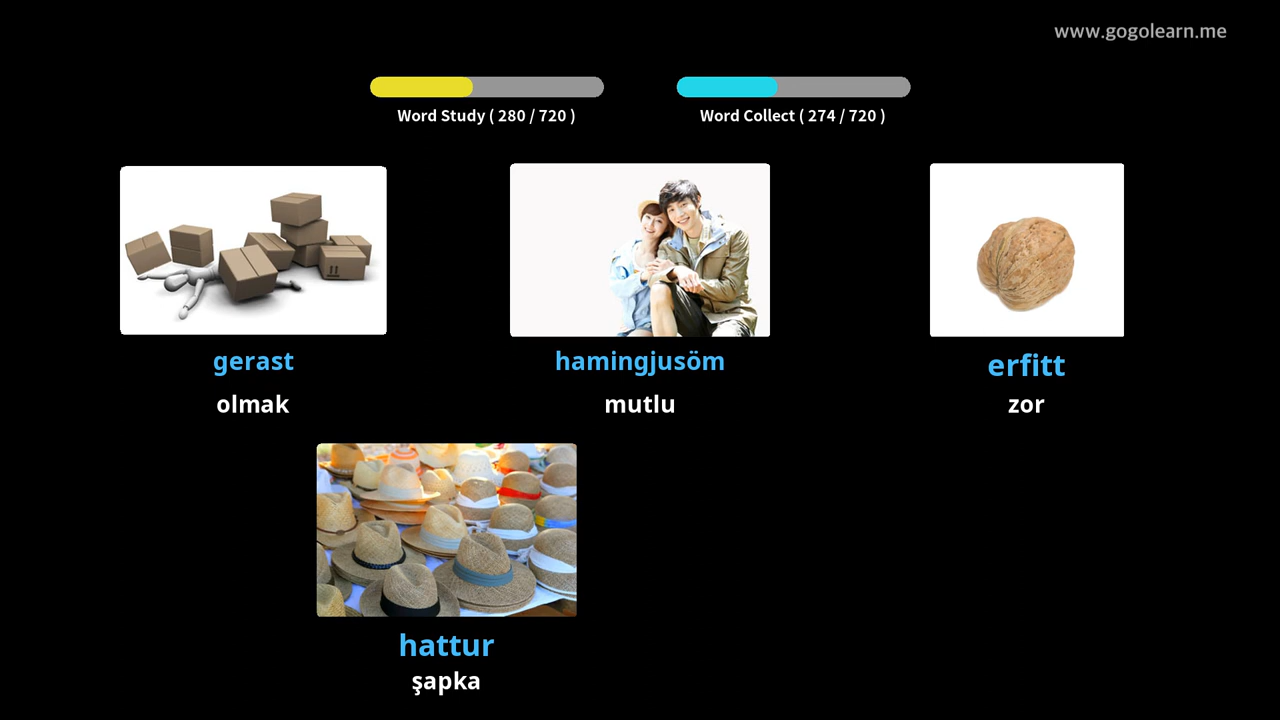 www.gogolearn.me
Word Study ( 280 / 720 )
Word Collect ( 274 / 720 )
gerast
hamingjusöm
erfitt
olmak
mutlu
zor
hattur
şapka